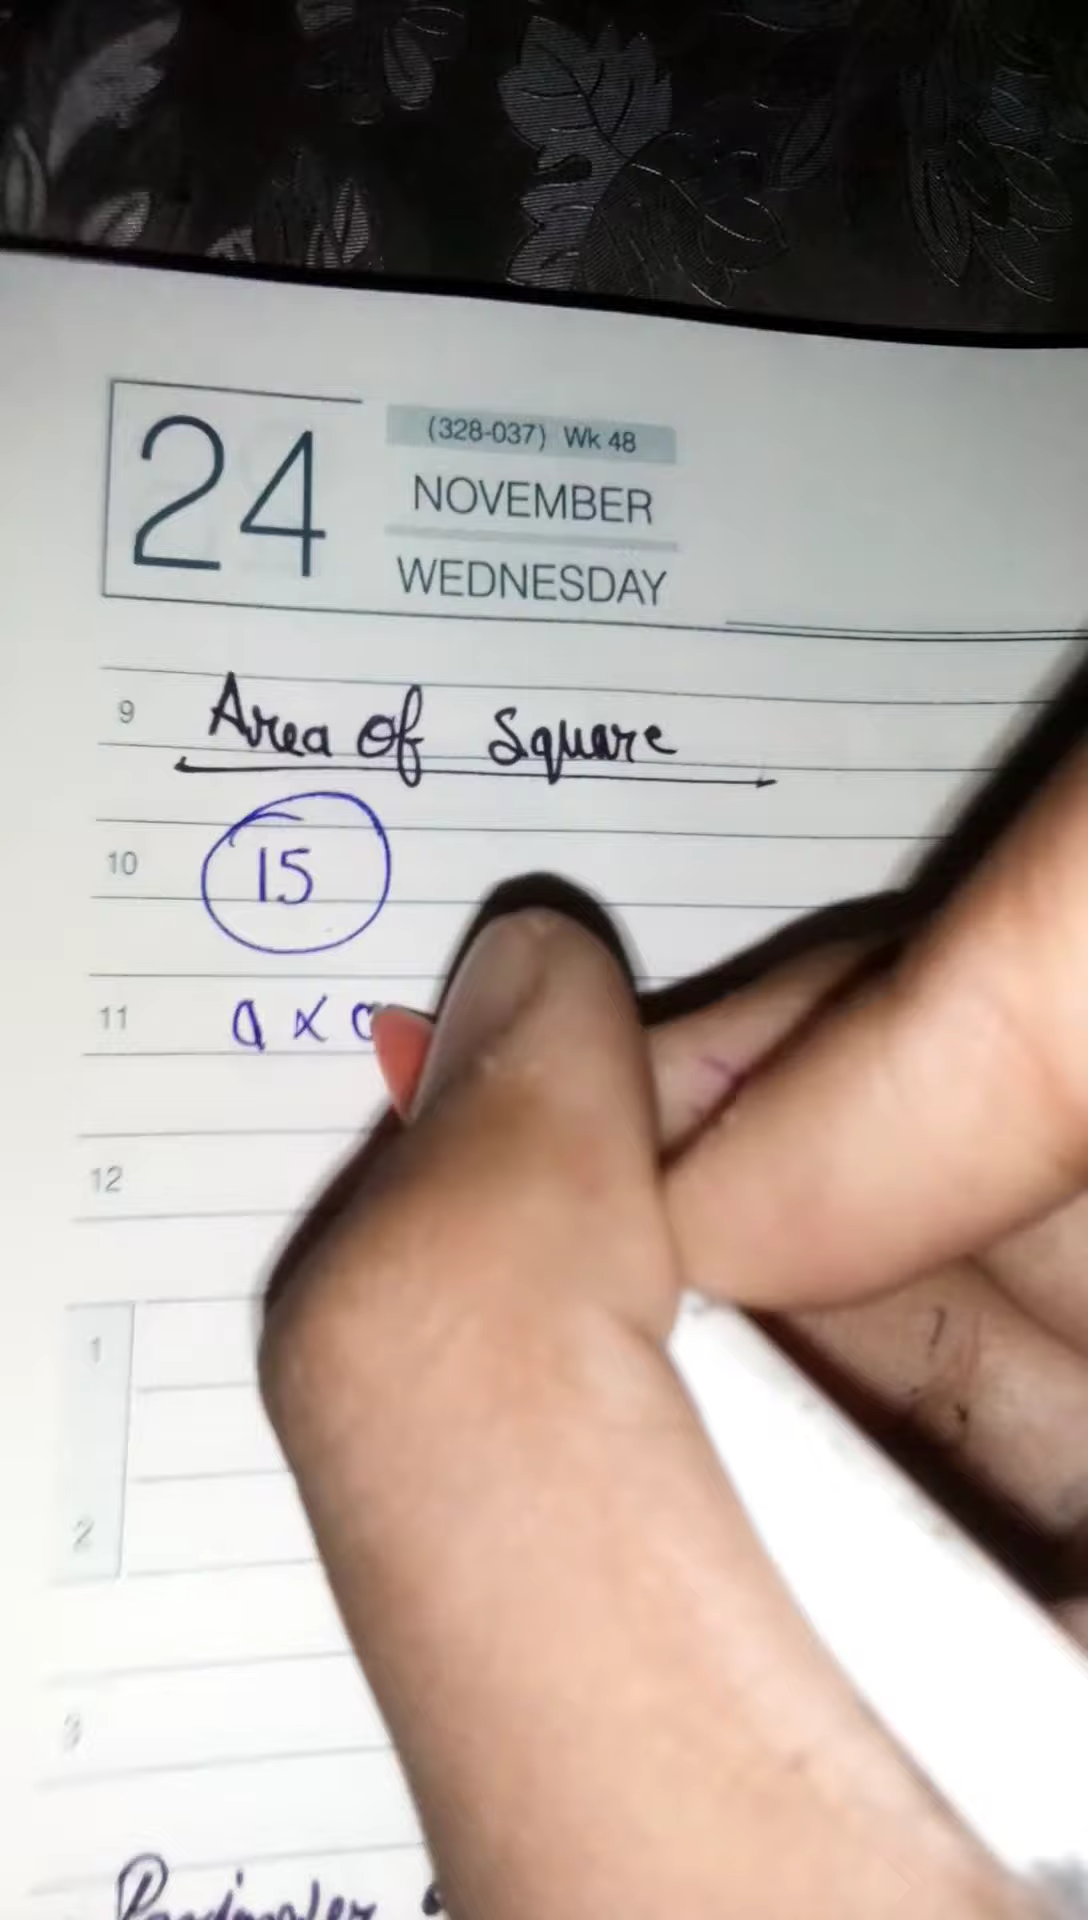 24
(328-037) Wk 48
NOVEMBER
WEDNESDAY
9 Area of Square
10 15
11 a x
12
1
2
3